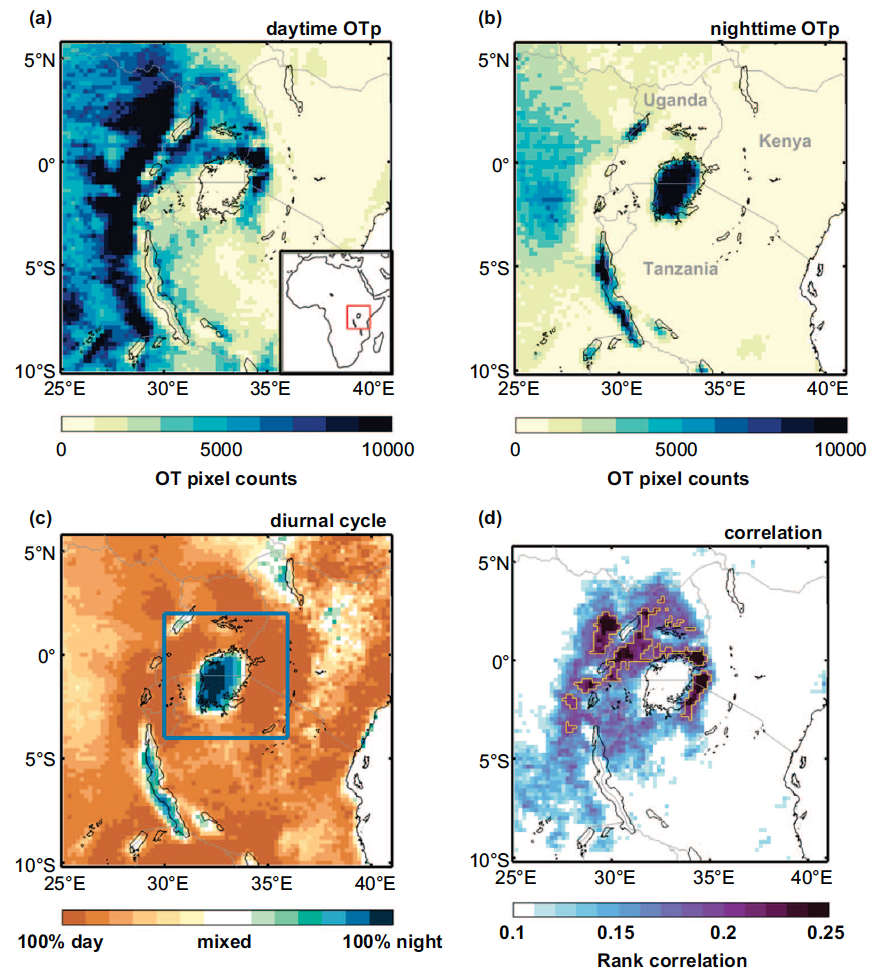 (a)
daytime OTp
5°N
0°
5°S
10°S
25°E 30°E 35°E 40°E
0 5000 10000
OT pixel counts
(b)
nighttime OTp
5°N
0°
5°S
10°S
Uganda
Kenya
Tanzania
25°E 30°E 35°E 40°E
0 5000 10000
OT pixel counts
(c)
diurnal cycle
5°N
0°
5°S
10°S
25°E 30°E 35°E 40°E
100% day mixed 100% night
(d)
correlation
5°N
0°
5°S
10°S
25°E 30°E 35°E 40°E
0.1 0.15 0.2 0.25
Rank correlation